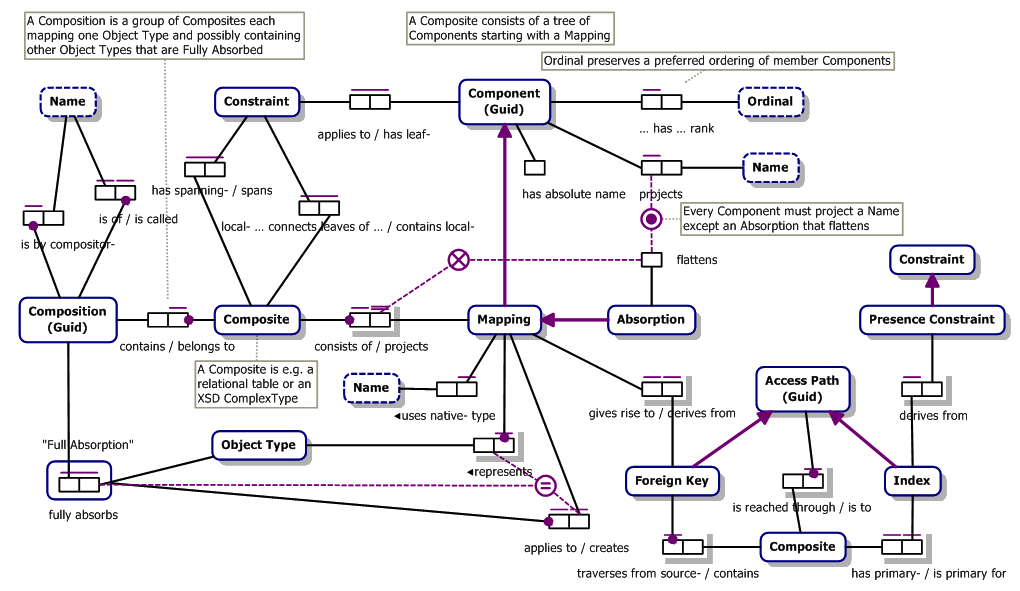 A Composition is a group of Composites each
mapping one Object Type and possibly containing
other Object Types that are Fully Absorbed
A Composite consists of a tree of
Components starting with a Mapping
Ordinal preserves a preferred ordering of member Components
Name
Constraint
Component
(Guid)
Ordinal
applies to / has leaf-
... has ... rank
has spanning- / spans
has absolute name
projects
Name
is of / is called
local- ... connects leaves of ... / contains local-
Every Component must project a Name
except an Absorption that flattens
is by compositor-
flattens
Constraint
Composition
(Guid)
Composite
Mapping
Absorption
Presence Constraint
contains / belongs to
consists of / projects
A Composite is e.g. a
relational table or an
XSD ComplexType
Name
Access Path
(Guid)
◄uses native- type
gives rise to / derives from
derives from
"Full Absorption"
Object Type
◄represents
Foreign Key
Index
fully absorbs
is reached through / is to
applies to / creates
Composite
traverses from source- / contains
has primary- / is primary for